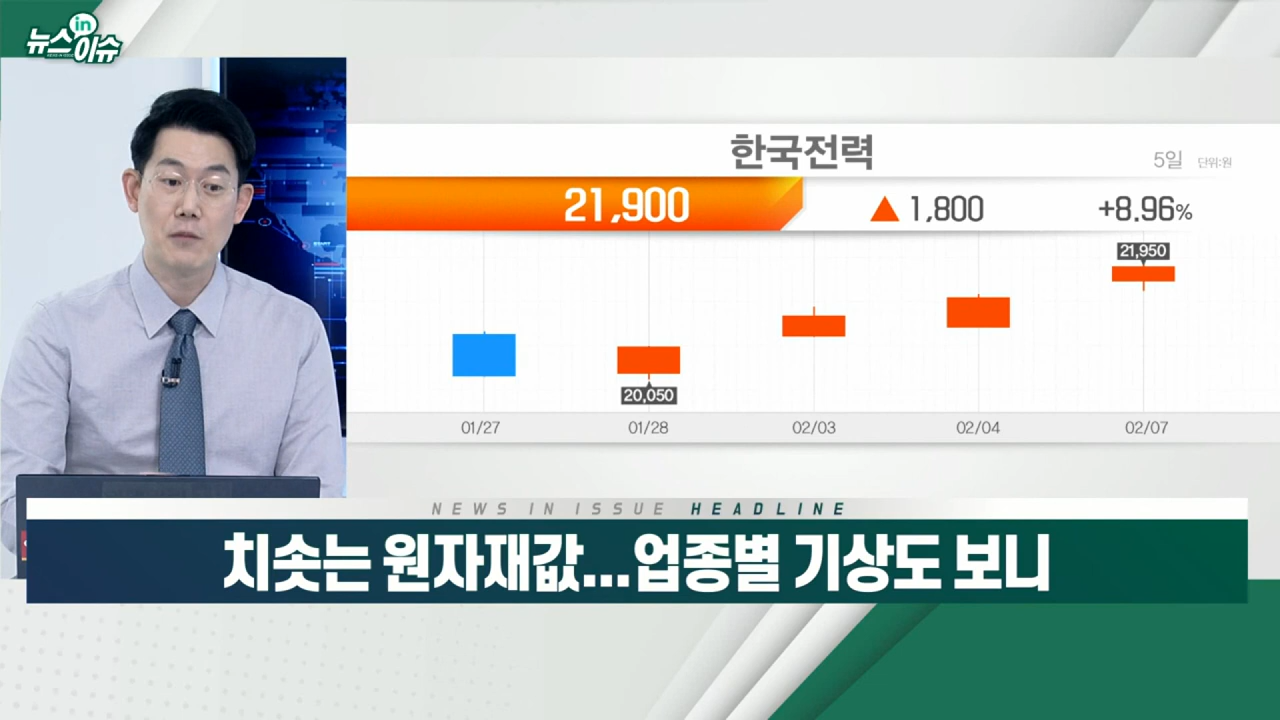 뉴스in이슈
한국전력
5일 단위:원
21,900 ▲ 1,800 +8.96%
21,950
20,050
01/27 01/28 02/03 02/04 02/07
NEWS IN ISSUE HEADLINE
치솟는 원자재값...업종별 기상도 보니